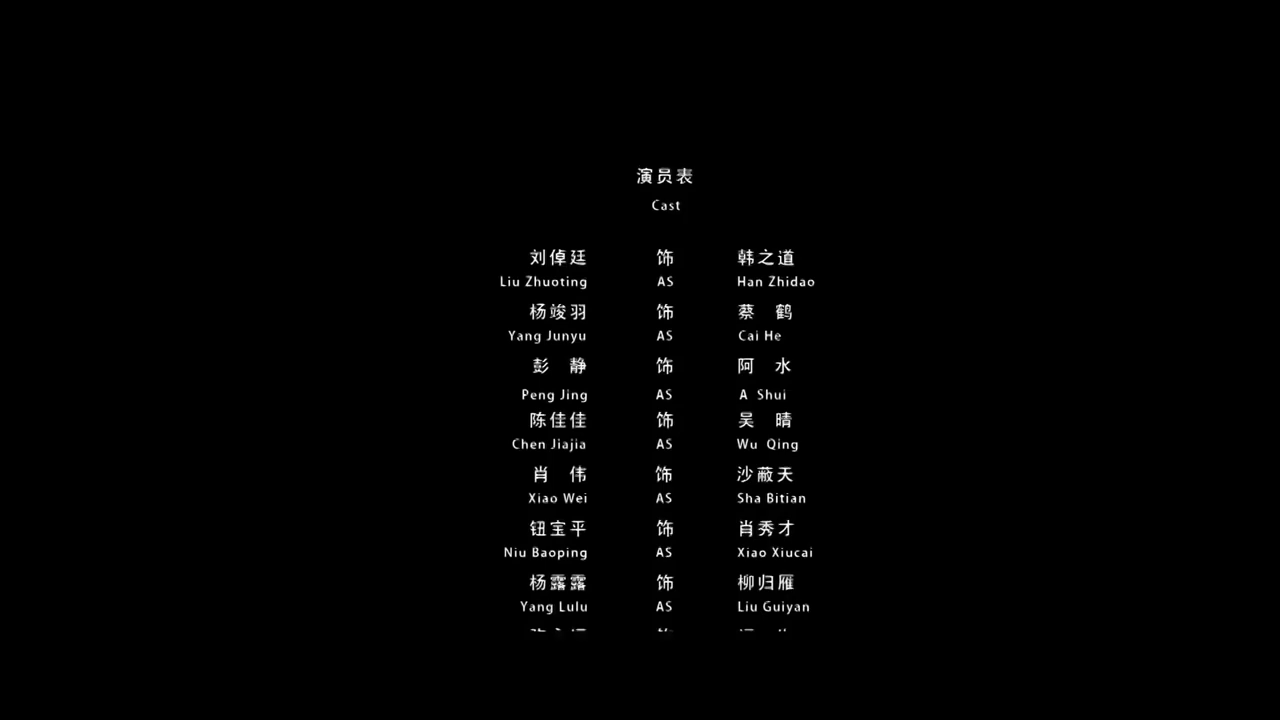 演员表
Cast
刘倬廷 饰 韩之道
Liu Zhuoting AS Han Zhidao
杨竣羽 饰 蔡 鹤
Yang Junyu AS Cai He
彭 静 饰 阿 水
Peng Jing AS A Shui
陈佳佳 饰 吴 晴
Chen Jiajia AS Wu Qing
肖 伟 饰 沙蔽天
Xiao Wei AS Sha Bitian
钮宝平 饰 肖秀才
Niu Baoping AS Xiao Xiucai
杨露露 饰 柳归雁
Yang Lulu AS Liu Guiyan